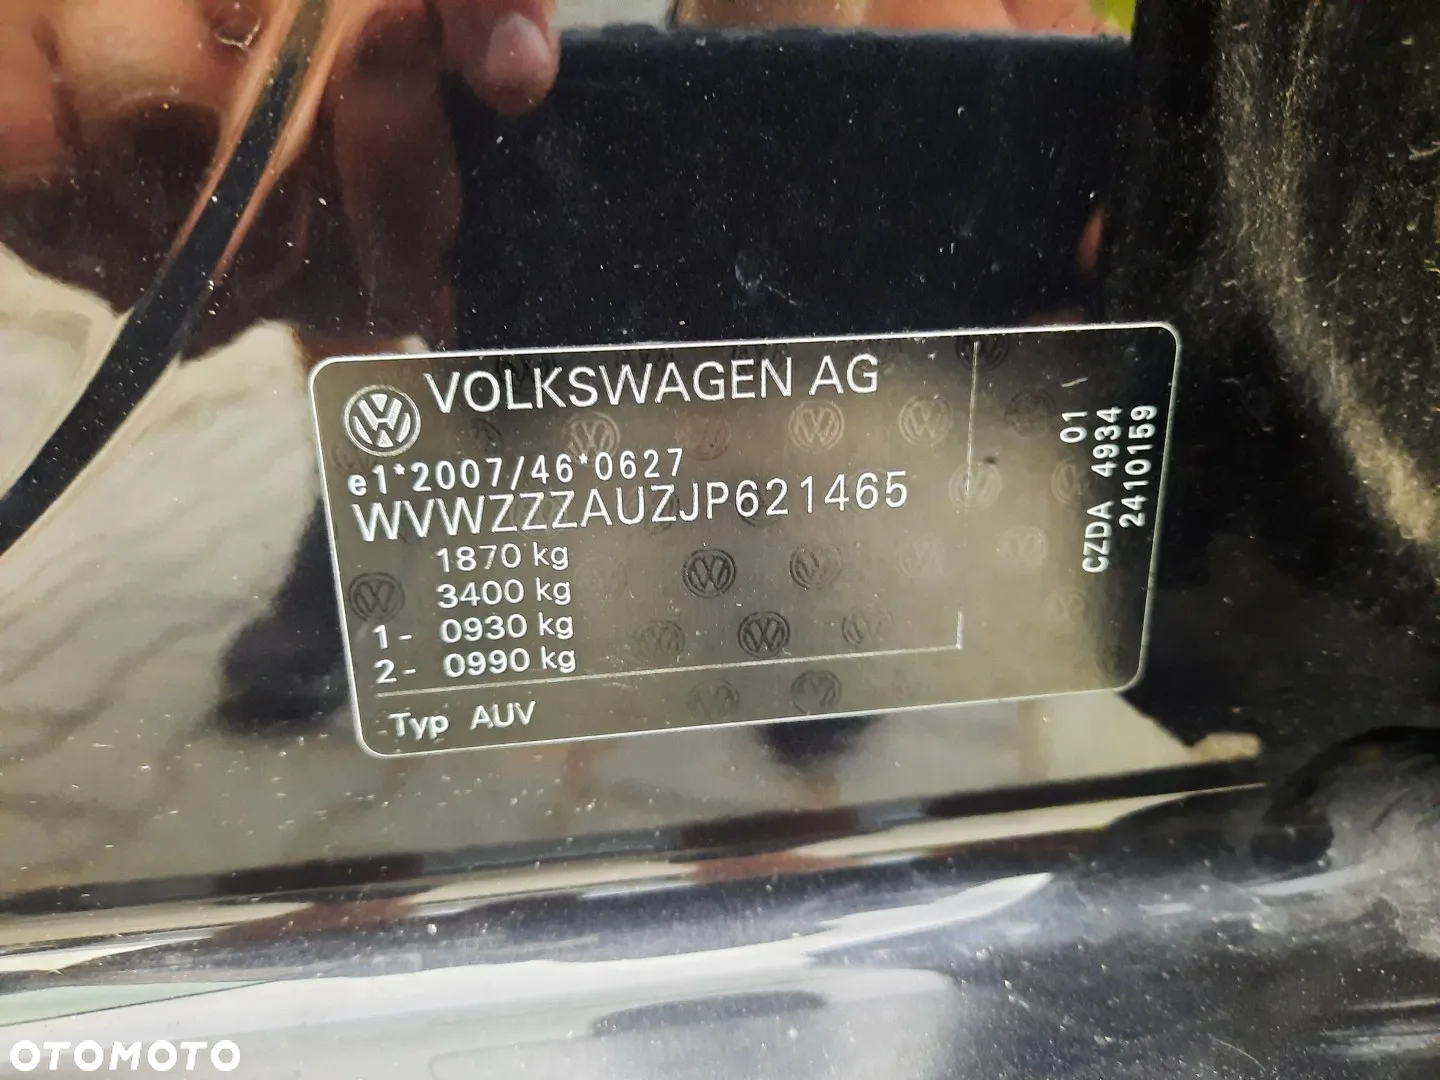 VOLKSWAGEN AG
e1*2007/46*0627
WVWZZZAUZJP621465
1870 kg
3400 kg
1- 0930 kg
2- 0990 kg
Typ AUV
01
CZDA 4934
2410159
OTOMOTO